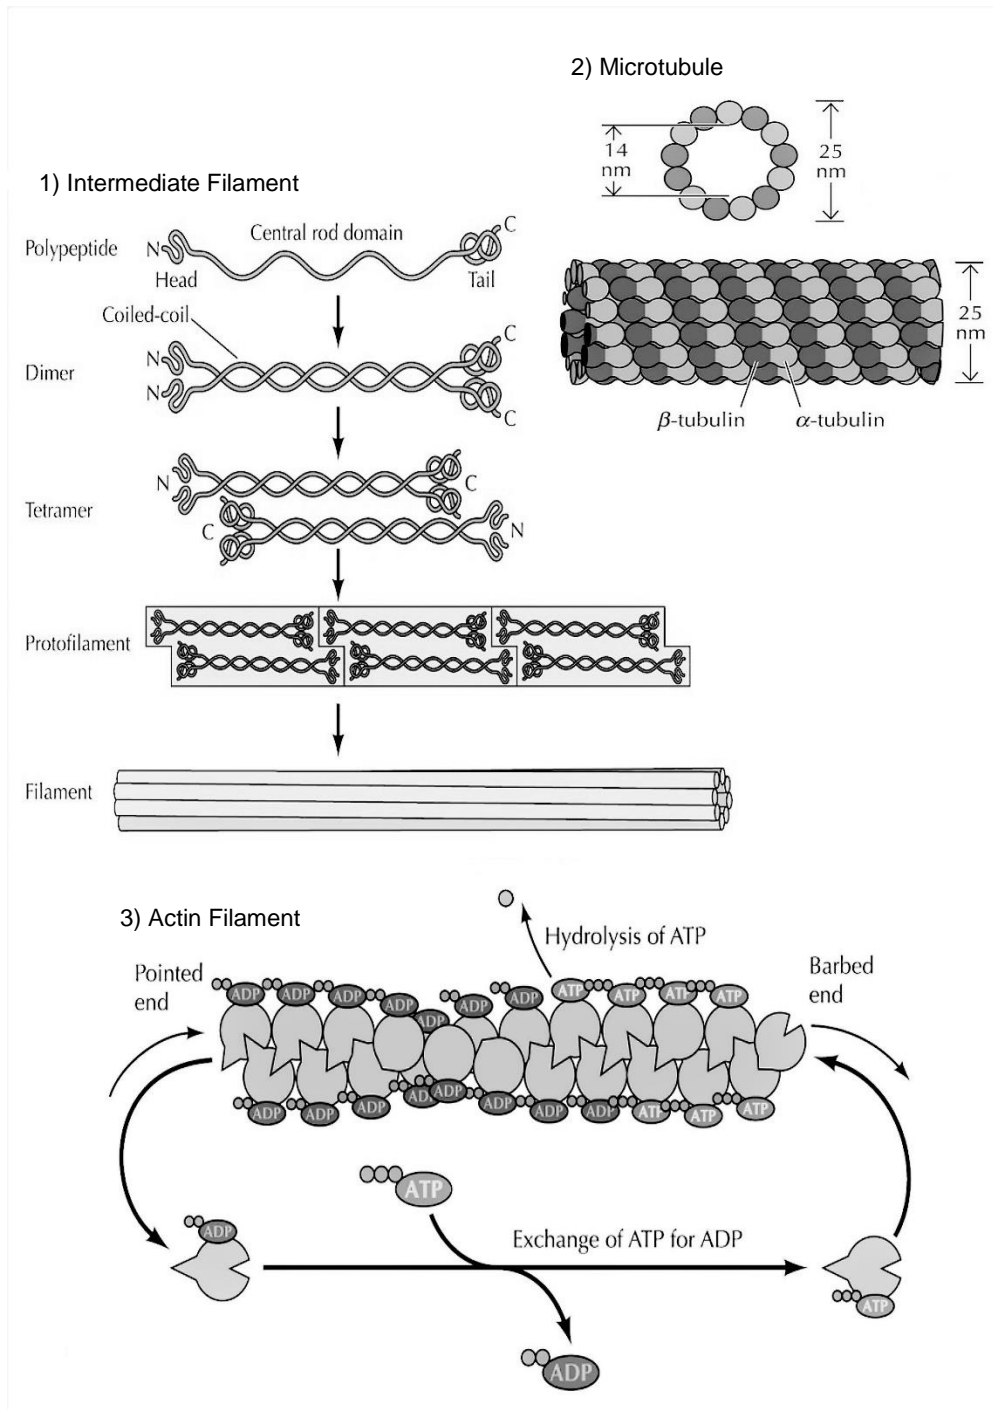 2) Microtubule
14
nm
25
nm
1) Intermediate Filament
Polypeptide
N
Central rod domain
C
Head
Tail
25
nm
Coiled-coil
β-tubulin
α-tubulin
Dimer
N
N
C
C
Tetramer
N
C
C
N
Protofilament
Filament
3) Actin Filament
Hydrolysis of ATP
Pointed
end
Barbed
end
ADP
ADP
ADP
ADP
ADP
ADP
ADP
ATP
ATP
ATP
ATP
ADP
ADP
ADP
ADP
ADP
ADP
ADP
ADP
ATP
ATP
ATP
ATP
ADP
Exchange of ATP for ADP
ATP
ADP